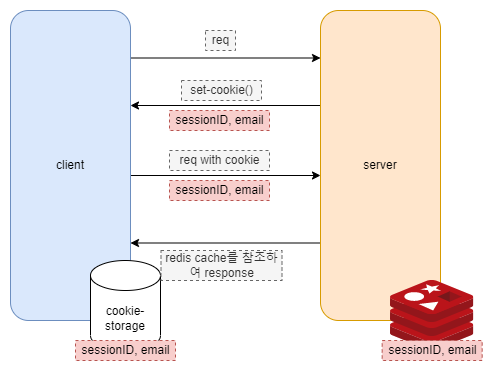 req
set-cookie()
sessionID, email
client
req with cookie
server
sessionID, email
redis cache를 참조하
여 response
cookie-
storage
sessionID, email
sessionID, email